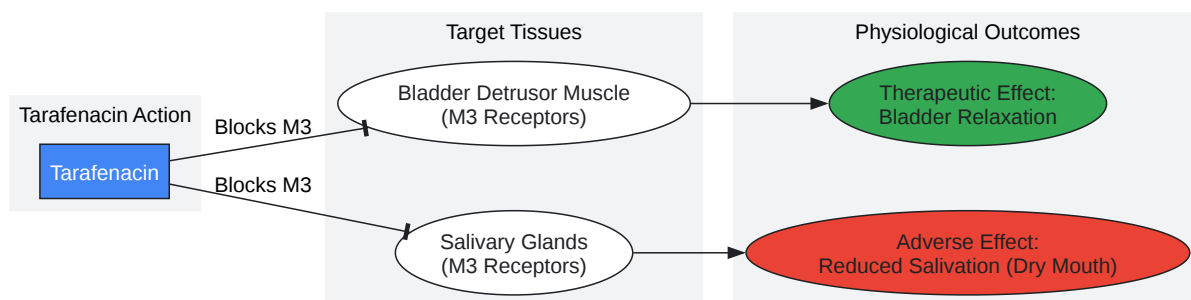 Target Tissues
Physiological Outcomes
Tarafenacin Action
Tarafenacin
Blocks M3
Blocks M3
Bladder Detrusor Muscle
(M3 Receptors)
Therapeutic Effect:
Bladder Relaxation
Salivary Glands
(M3 Receptors)
Adverse Effect:
Reduced Salivation (Dry Mouth)